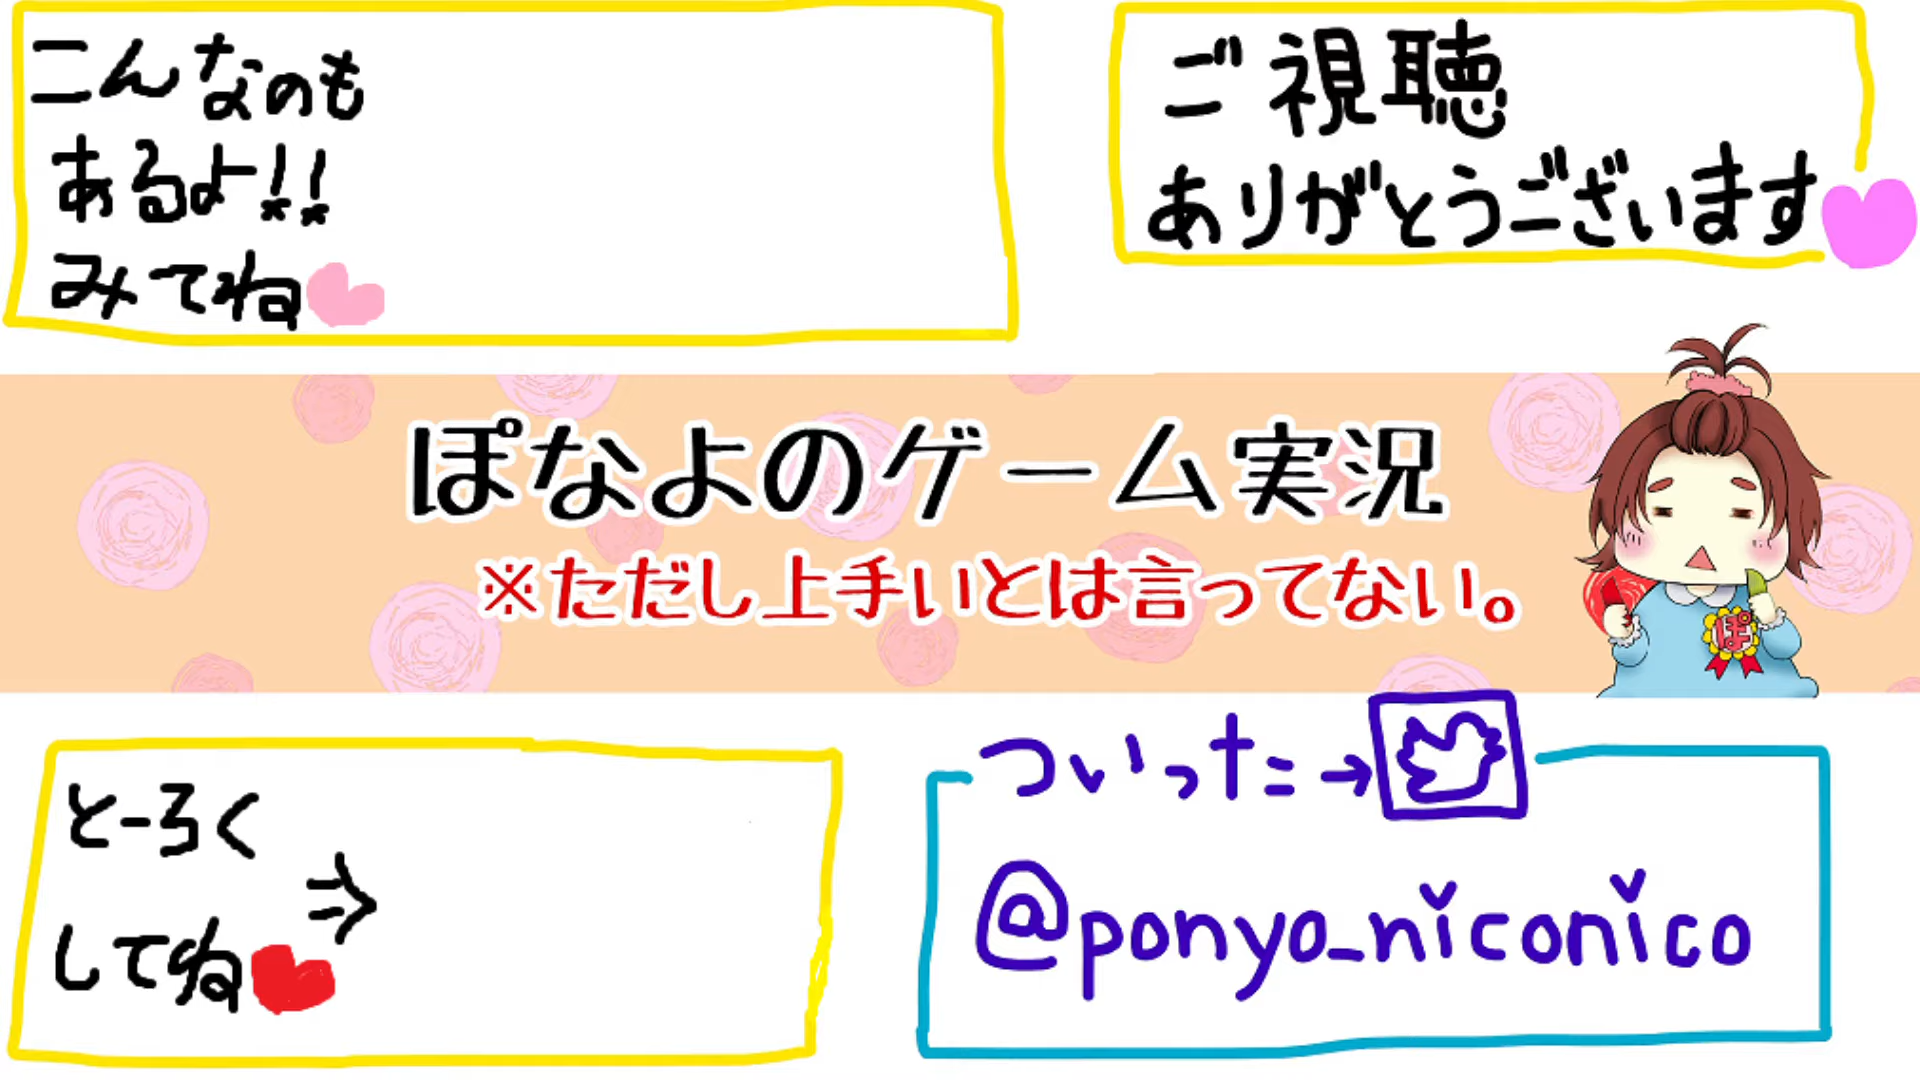 こんなのも
あるよ!!
みてね
ご視聴
ありがとうございます
ぽなよのゲーム実況
※ただし上手いとは言ってない。
ぽ
とーろく
してね
ついった→
@ponyo_niconico